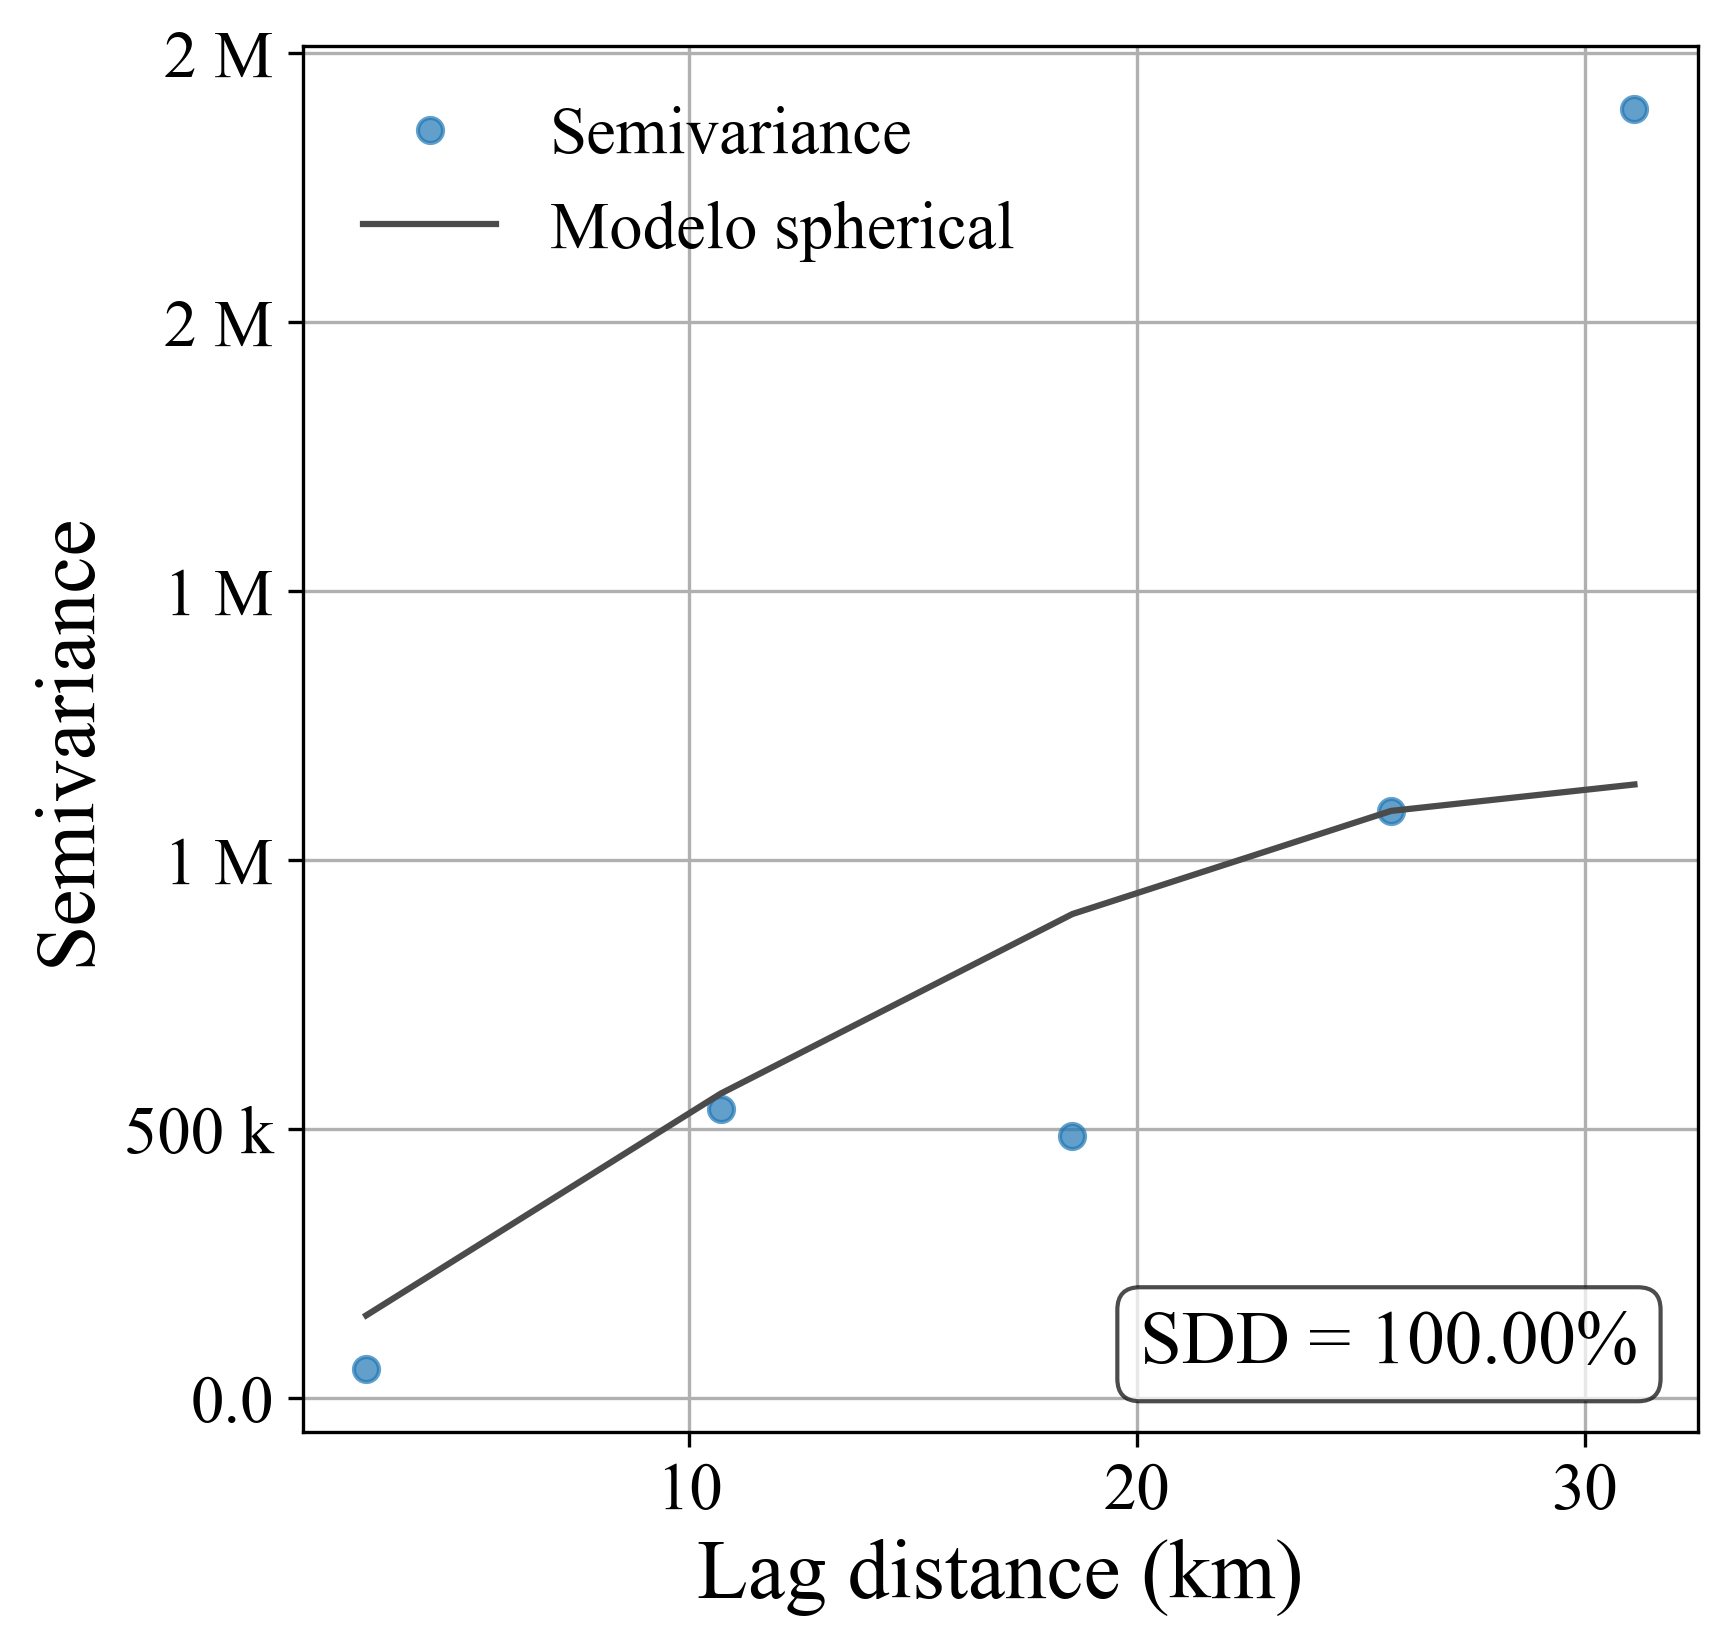 2 M
2 M
1 M
1 M
500 k
0.0
Semivariance
Semivariance
Modelo spherical
SDD = 100.00%
10
20
30
Lag distance (km)